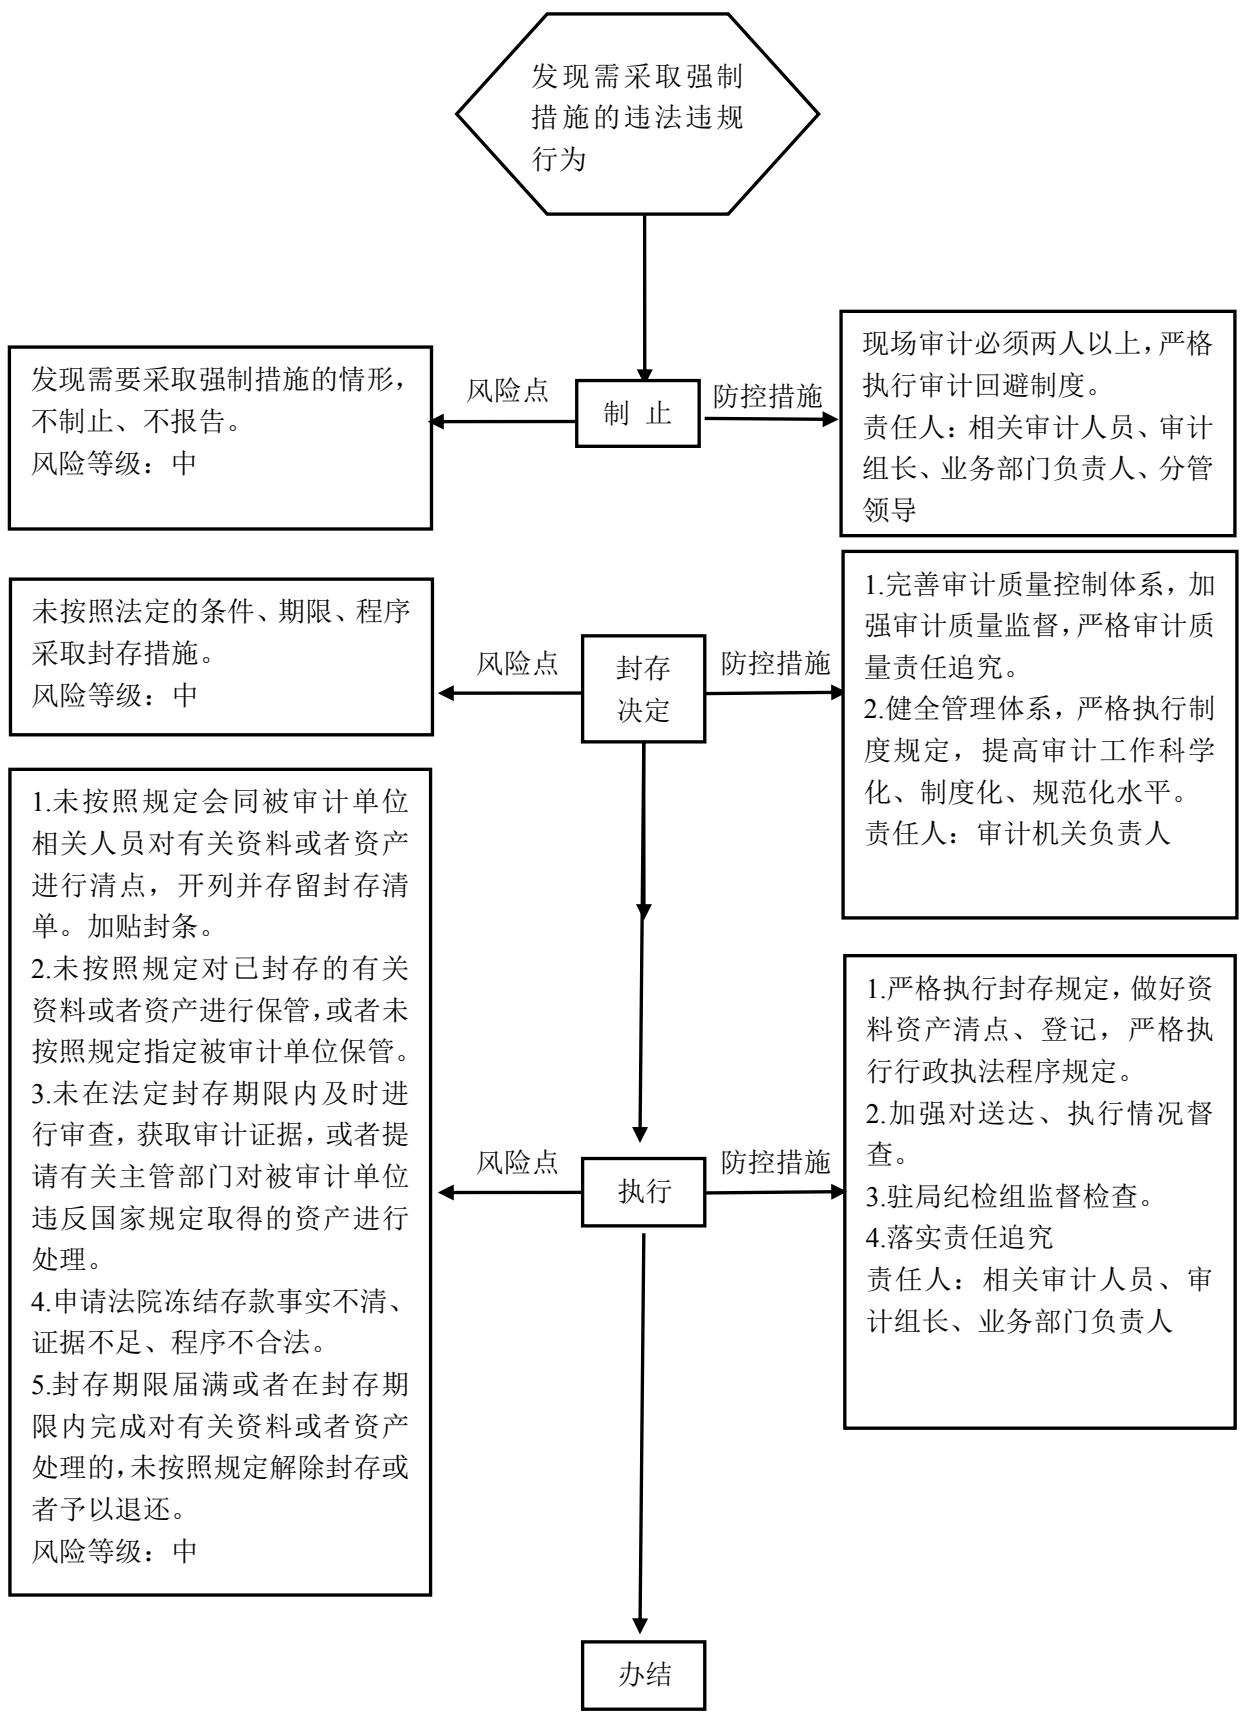 发现需采取强制
措施的违法违规
行为
发现需要采取强制措施的情形，
不制止、不报告。
风险等级：中
风险点
制 止
防控措施
现场审计必须两人以上，严格
执行审计回避制度。
责任人：相关审计人员、审计
组长、业务部门负责人、分管
领导
未按照法定的条件、期限、程序
采取封存措施。
风险等级：中
风险点
封存
决定
防控措施
1.完善审计质量控制体系，加
强审计质量监督，严格审计质
量责任追究。
2.健全管理体系，严格执行制
度规定，提高审计工作科学
化、制度化、规范化水平。
责任人：审计机关负责人
1.未按照规定会同被审计单位
相关人员对有关资料或者资产
进行清点，开列并存留封存清
单。加贴封条。
2.未按照规定对已封存的有关
资料或者资产进行保管，或者未
按照规定指定被审计单位保管。
3.未在法定封存期限内及时进
行审查，获取审计证据，或者提
请有关主管部门对被审计单位
违反国家规定取得的资产进行
处理。
4.申请法院冻结存款事实不清、
证据不足、程序不合法。
5.封存期限届满或者在封存期
限内完成对有关资料或者资产
处理的，未按照规定解除封存或
者予以退还。
风险等级：中
风险点
执行
防控措施
1.严格执行封存规定，做好资
料资产清点、登记，严格执
行行政执法程序规定。
2.加强对送达、执行情况督
查。
3.驻局纪检组监督检查。
4.落实责任追究
责任人：相关审计人员、审
计组长、业务部门负责人
办结